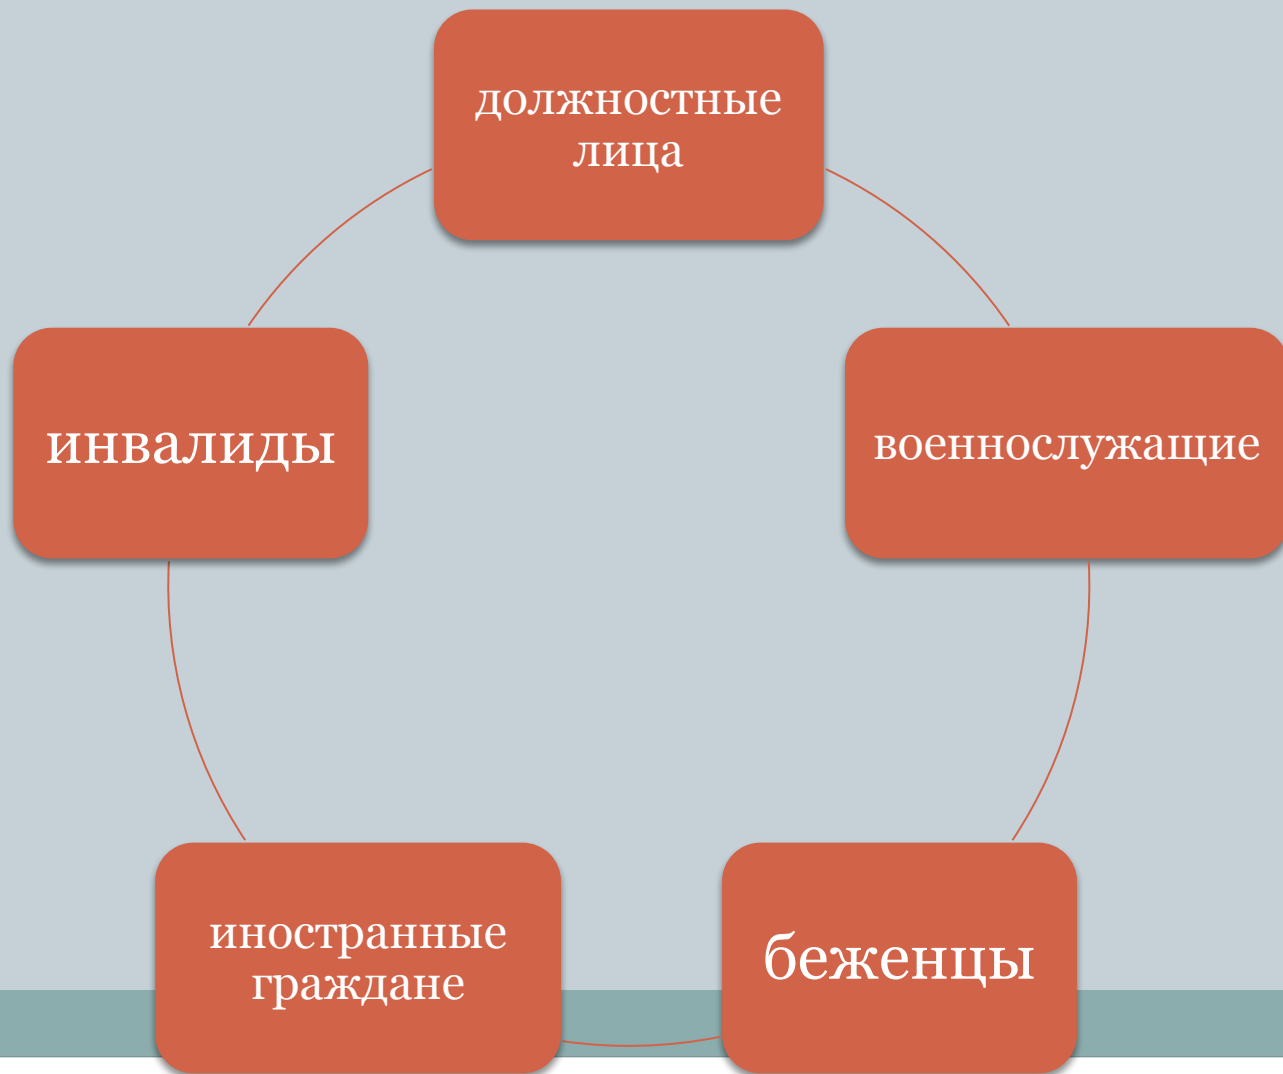 должностные
лица
инвалиды
военнослужащие
иностранные
граждане
беженцы